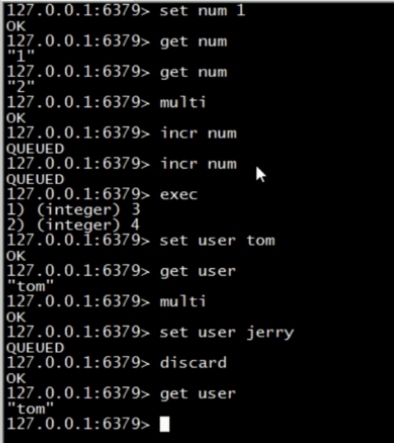 127.0.0.1:6379> set num 1
OK
127.0.0.1:6379> get num
"1"
127.0.0.1:6379> get num
"2"
127.0.0.1:6379> multi
OK
127.0.0.1:6379> incr num
QUEUED
127.0.0.1:6379> incr num
QUEUED
127.0.0.1:6379> exec
1) (integer) 3
2) (integer) 4
127.0.0.1:6379> set user tom
OK
127.0.0.1:6379> get user
"tom"
127.0.0.1:6379> multi
OK
127.0.0.1:6379> set user jerry
QUEUED
127.0.0.1:6379> discard
OK
127.0.0.1:6379> get user
"tom"
127.0.0.1:6379>